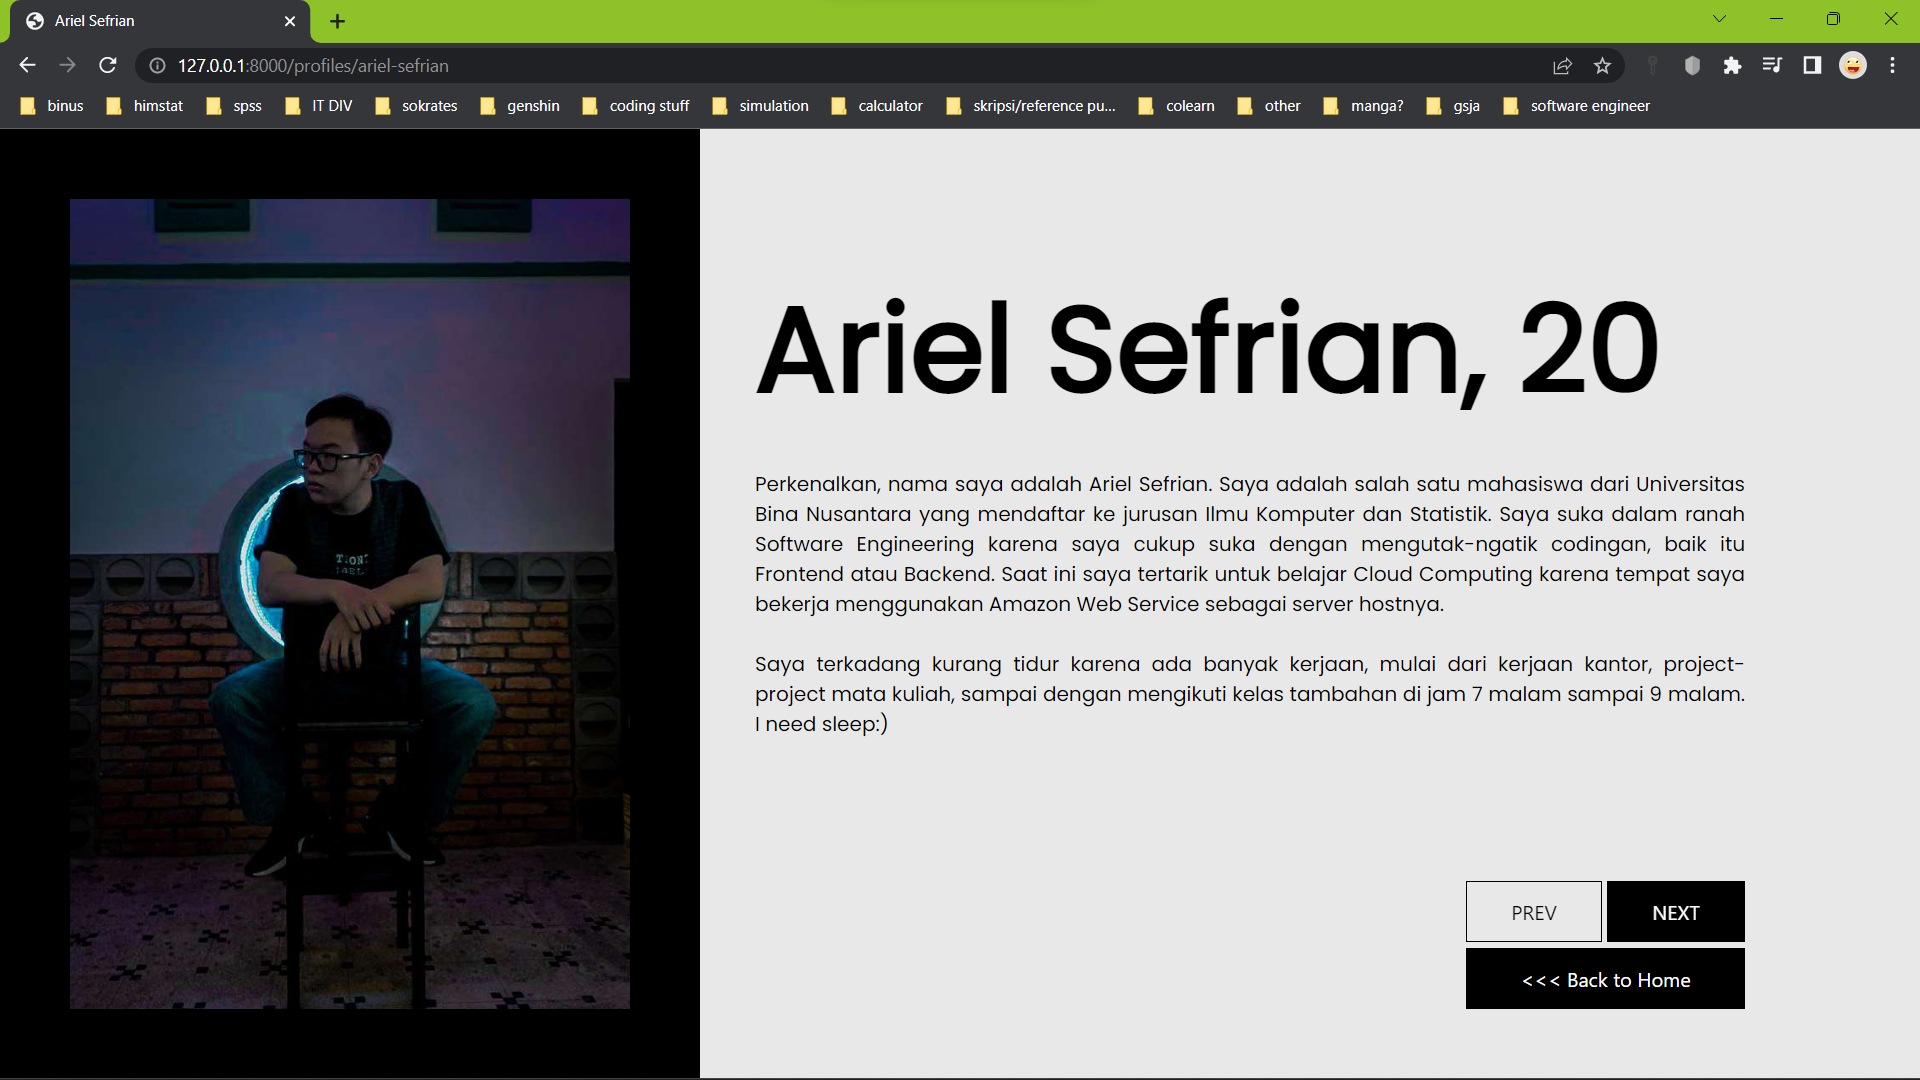 Ariel Sefrian
127.0.0.1:8000/profiles/ariel-sefrian
binus himstat spss IT DIV sokrates genshin coding stuff simulation calculator skripsi/reference pu... colearn other manga? gsja software engineer
Ariel Sefrian, 20
Perkenalkan, nama saya adalah Ariel Sefrian. Saya adalah salah satu mahasiswa dari Universitas
Bina Nusantara yang mendaftar ke jurusan Ilmu Komputer dan Statistik. Saya suka dalam ranah
Software Engineering karena saya cukup suka dengan mengutak-ngatik codingan, baik itu
Frontend atau Backend. Saat ini saya tertarik untuk belajar Cloud Computing karena tempat saya
bekerja menggunakan Amazon Web Service sebagai server hostnya.
Saya terkadang kurang tidur karena ada banyak kerjaan, mulai dari kerjaan kantor, project-
project mata kuliah, sampai dengan mengikuti kelas tambahan di jam 7 malam sampai 9 malam.
I need sleep:)
PREV NEXT
<<< Back to Home